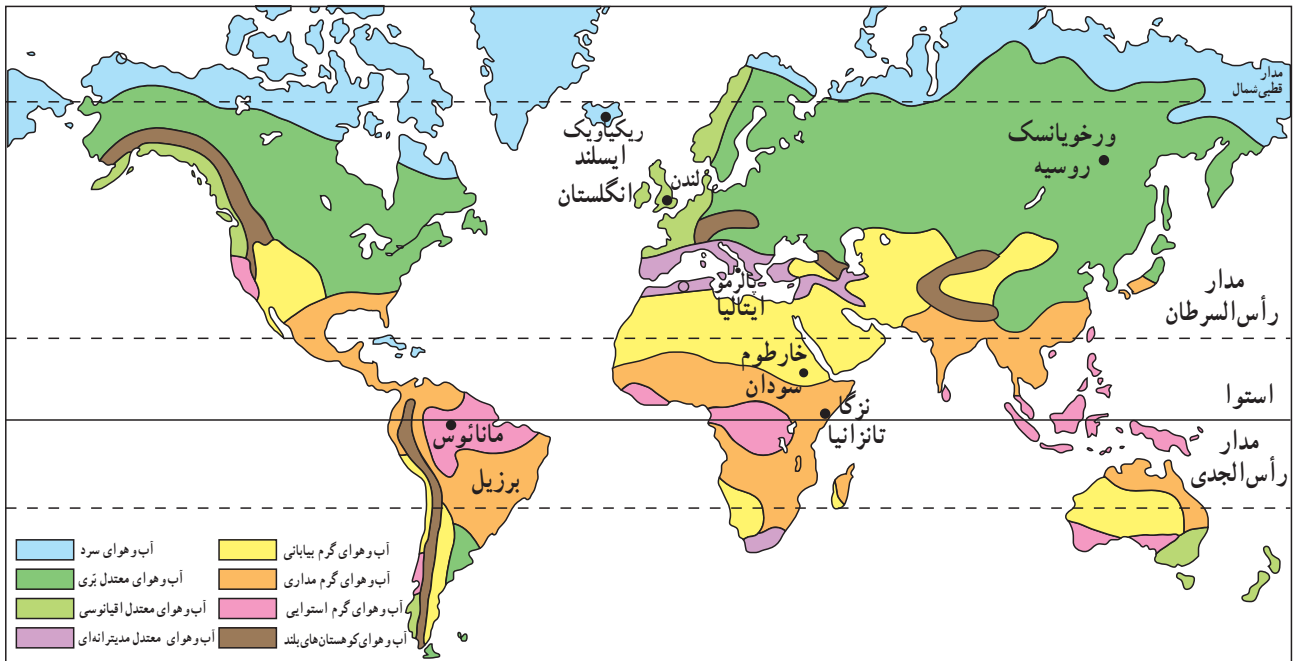 مدار
قطبی شمال
ریکیاویک
ایسلند
لندن
انگلستان
ورخویانسک
روسیه
پالرمو
ایتالیا
مدار
رأس‌السرطان
خارطوم
سودان
استوا
نزگا
تانزانیا
مانائوس
برزیل
مدار
رأس‌الجدی
آب و هوای گرم بیابانی
آب و هوای گرم مداری
آب و هوای گرم استوایی
آب و هوای کوهستان‌های بلند
آب و هوای سرد
آب و هوای معتدل برّی
آب و هوای معتدل اقیانوسی
آب و هوای معتدل مدیترانه‌ای